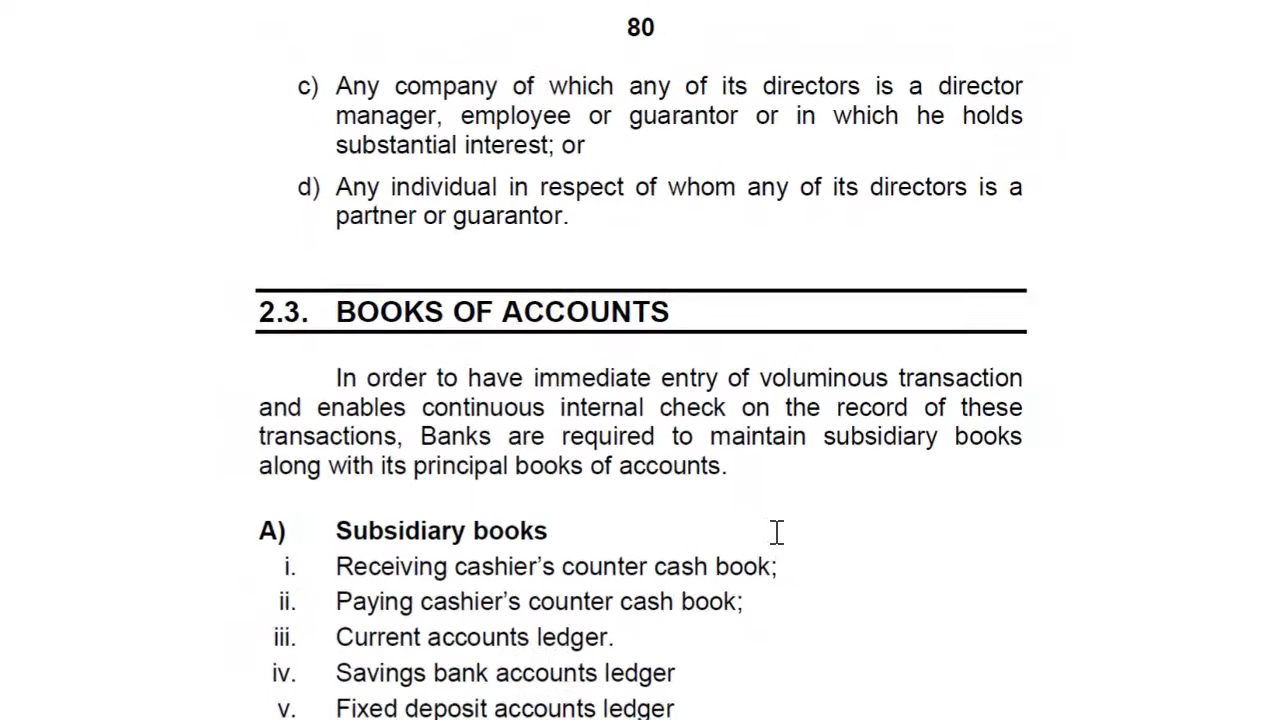 80
c) Any company of which any of its directors is a director
manager, employee or guarantor or in which he holds
substantial interest; or
d) Any individual in respect of whom any of its directors is a
partner or guarantor.
2.3. BOOKS OF ACCOUNTS
In order to have immediate entry of voluminous transaction
and enables continuous internal check on the record of these
transactions, Banks are required to maintain subsidiary books
along with its principal books of accounts.
A) Subsidiary books
i. Receiving cashier's counter cash book;
ii. Paying cashier's counter cash book;
iii. Current accounts ledger.
iv. Savings bank accounts ledger
v. Fixed deposit accounts ledger